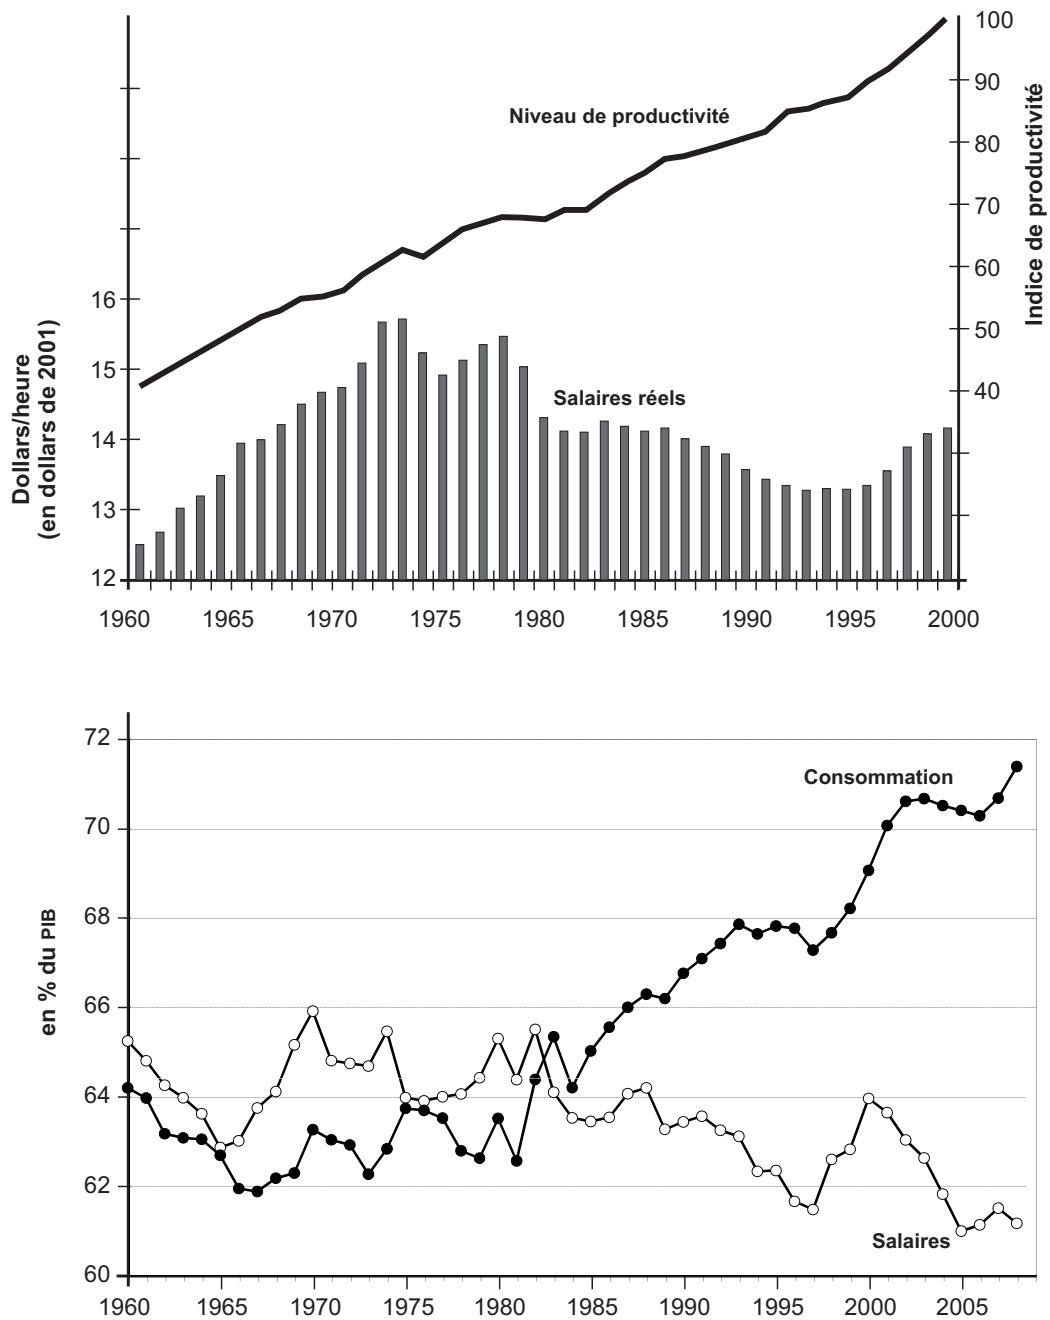 Niveau de productivité
Salaires réels
Dollars/heure
(en dollars de 2001)
16
15
14
13
12
Indice de productivité
100
90
80
70
60
50
40
1960 1965 1970 1975 1980 1985 1990 1995 2000
en % du PIB
72
70
68
66
64
62
60
Consommation
Salaires
1960 1965 1970 1975 1980 1985 1990 1995 2000 2005